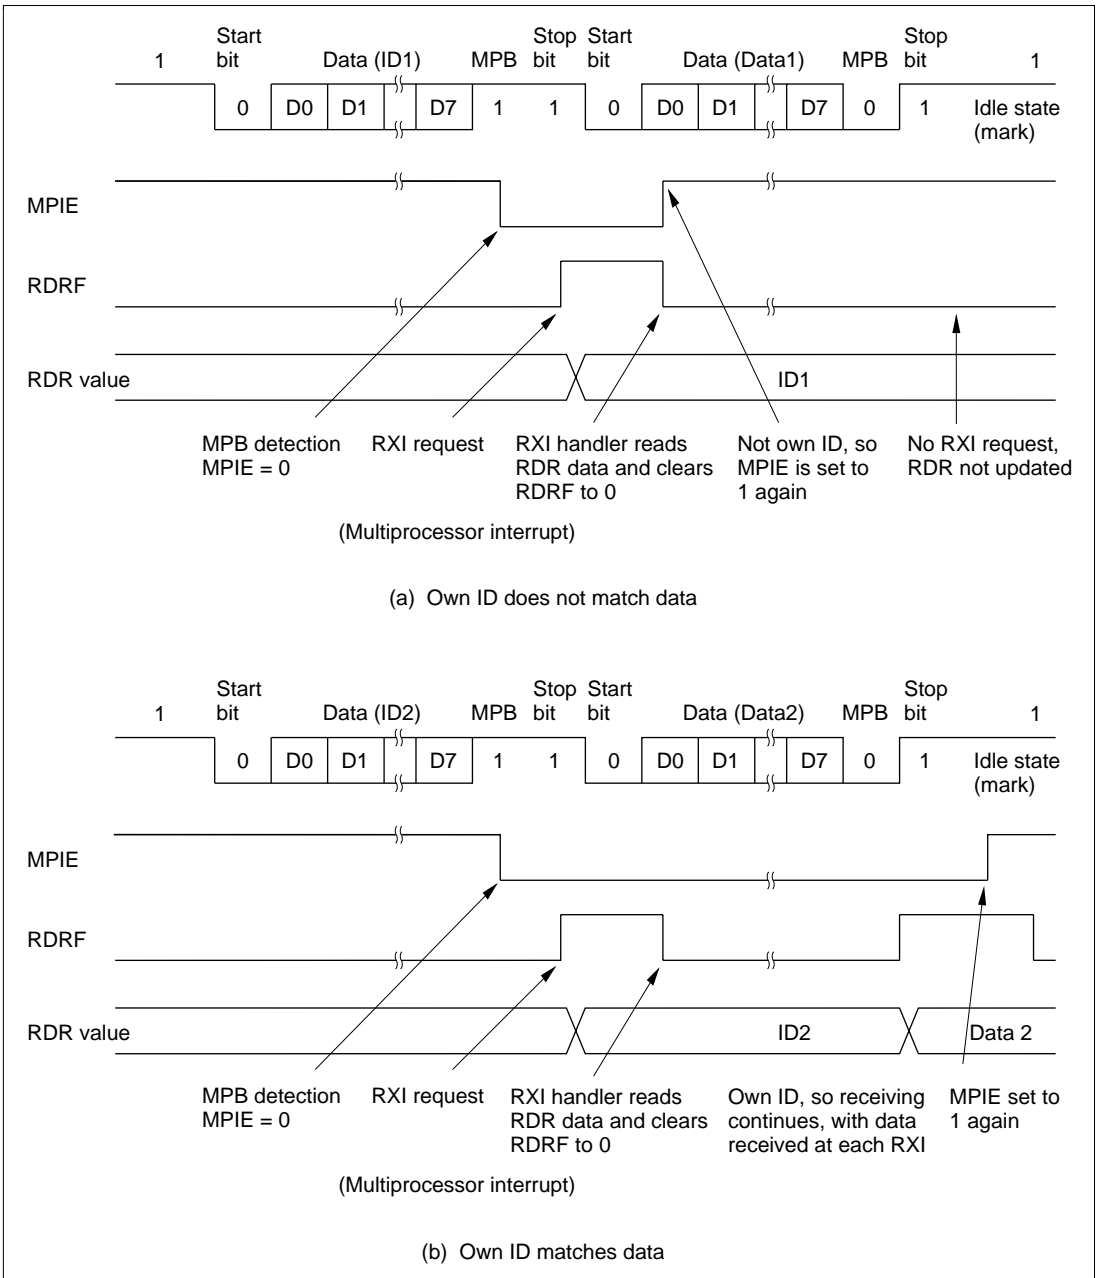 1 Start bit Data (ID1) MPB Stop bit Start bit Data (Data1) MPB Stop bit 1
0 D0 D1 D7 1 1 0 D0 D1 D7 0 1 Idle state (mark)
MPIE
RDRF
RDR value ID1
MPB detection
MPIE = 0
RXI request
RXI handler reads
RDR data and clears
RDRF to 0
Not own ID, so
MPIE is set to
1 again
No RXI request,
RDR not updated
(Multiprocessor interrupt)
(a) Own ID does not match data
1 Start bit Data (ID2) MPB Stop bit Start bit Data (Data2) MPB Stop bit 1
0 D0 D1 D7 1 1 0 D0 D1 D7 0 1 Idle state (mark)
MPIE
RDRF
RDR value ID2 Data 2
MPB detection
MPIE = 0
RXI request
RXI handler reads
RDR data and clears
RDRF to 0
Own ID, so receiving
continues, with data
received at each RXI
MPIE set to
1 again
(Multiprocessor interrupt)
(b) Own ID matches data